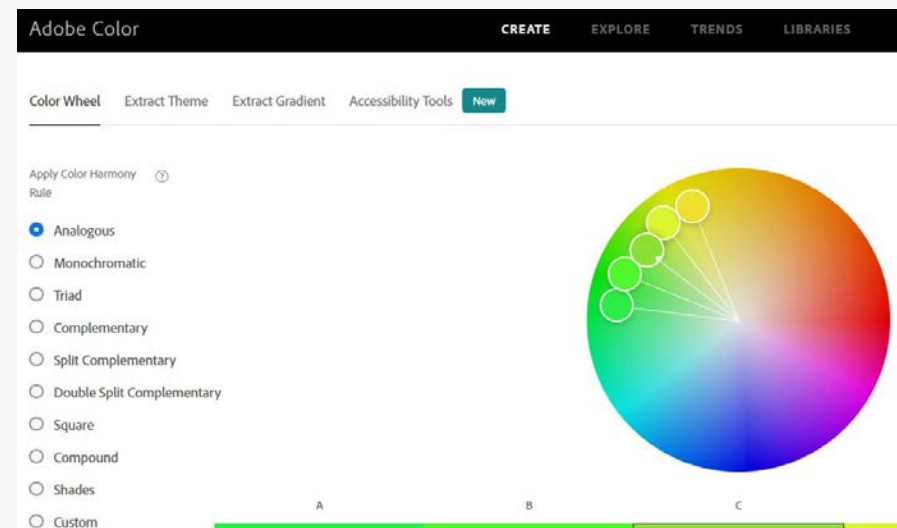 Adobe Color
CREATE EXPLORE TRENDS LIBRARIES
Color Wheel Extract Theme Extract Gradient Accessibility Tools New
Apply Color Harmony ?
Rule
Analogous
Monochromatic
Triad
Complementary
Split Complementary
Double Split Complementary
Square
Compound
Shades
Custom
A B C